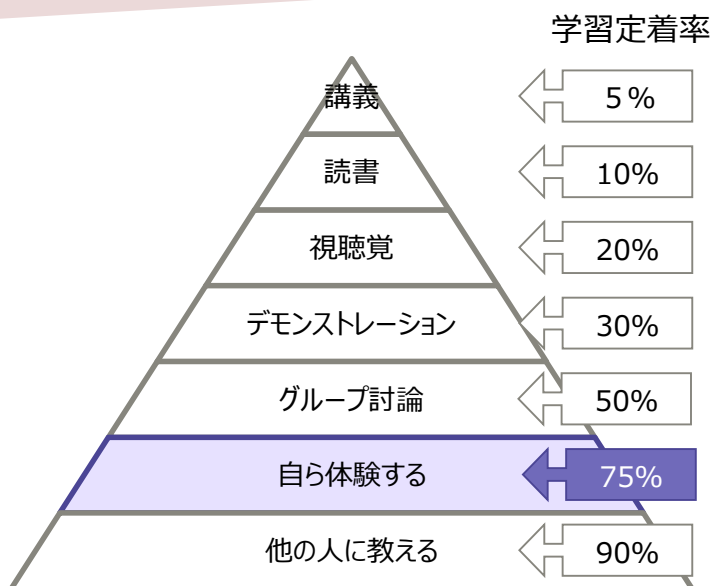 学習定着率
講義
5%
読書
10%
視聴覚
20%
デモンストレーション
30%
グループ討論
50%
自ら体験する
75%
他の人に教える
90%